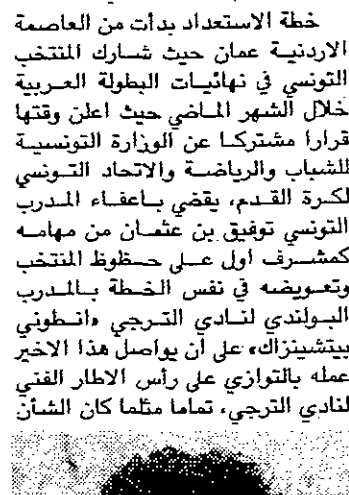 خطة الاستعداد بدأت من العاصمة
الاردنية عمان حيث شارك المنتخب
التونسي في نهائيات البطولة العربية
خلال الشهر الماضي حيث اعلن وقتها
قرارا مشتركا عن الوزارة التونسية
للشباب والرياضة والاتحاد التونسي
لكرة القدم، يقضي باعفاء المدرب
التونسي توفيق بن عثمان من مهامه
كمشرف أول على حظوظ المنتخب
وتعويضه في نفس الخطة بالمدرب
البولندي لنادي الترجي «انطوني
بيتشينزاك» على أن يواصل هذا الاخير
عمله بالتوازي على رأس الاطار الفني
لنادي الترجي، تماما مثلما كان الشأن